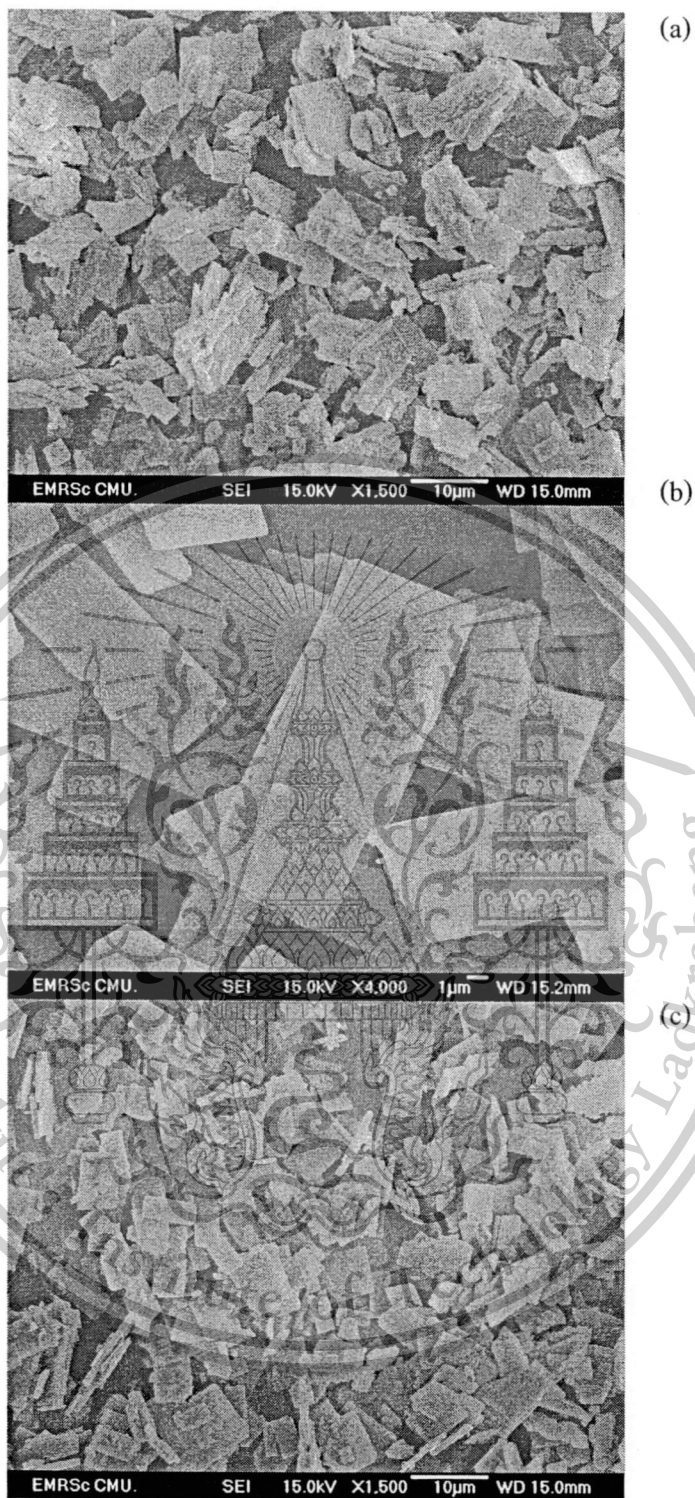 (a)
EMRSc CMU. SEI 15.0kV X1,500 10µm WD 15.0mm
(b)
EMRSc CMU. SEI 15.0kV X4,000 1µm WD 15.2mm
(c)
EMRSc CMU. SEI 15.0kV X1,500 10µm WD 15.0mm